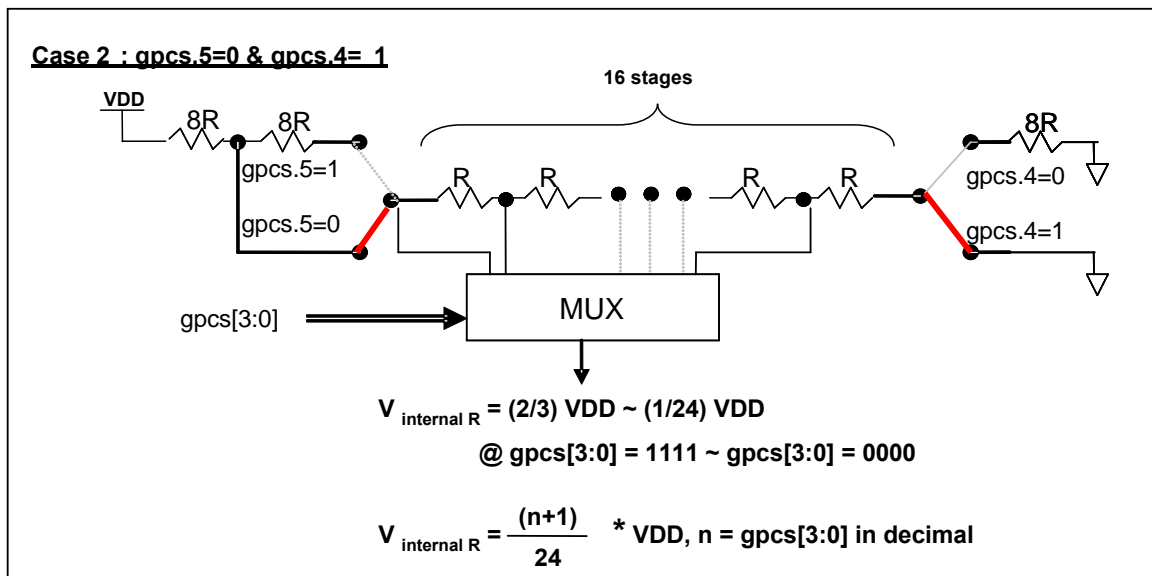 Case 2 : gpcs.5=0 & gpcs.4= 1
16 stages
VDD
8R
8R
8R
gpcs.5=1
R
R
R
R
gpcs.4=0
gpcs.5=0
gpcs.4=1
MUX
gpcs[3:0]
V internal R = (2/3) VDD ~ (1/24) VDD
@ gpcs[3:0] = 1111 ~ gpcs[3:0] = 0000
V internal R = (n+1)
24
* VDD, n = gpcs[3:0] in decimal